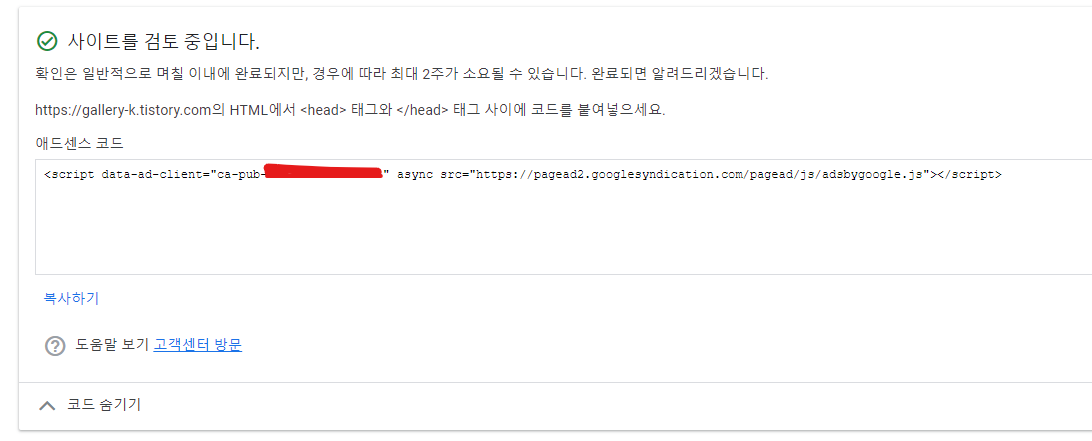 사이트를 검토 중입니다.
확인은 일반적으로 며칠 이내에 완료되지만, 경우에 따라 최대 2주가 소요될 수 있습니다. 완료되면 알려드리겠습니다.
https://gallery-k.tistory.com의 HTML에서 <head> 태그와 </head> 태그 사이에 코드를 붙여넣으세요.
애드센스 코드
<script data-ad-client="ca-pub-" async src="https://pagead2.googlesyndication.com/pagead/js/adsbygoogle.js"></script>
복사하기
도움말 보기 고객센터 방문
코드 숨기기